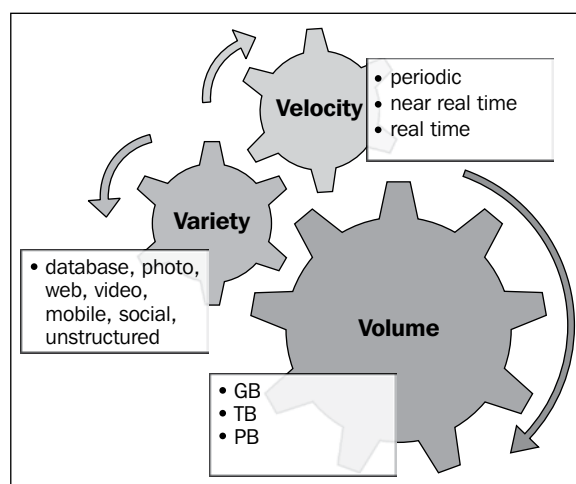 Velocity
• periodic
• near real time
• real time
Variety
• database, photo,
web, video,
mobile, social,
unstructured
Volume
• GB
• TB
• PB